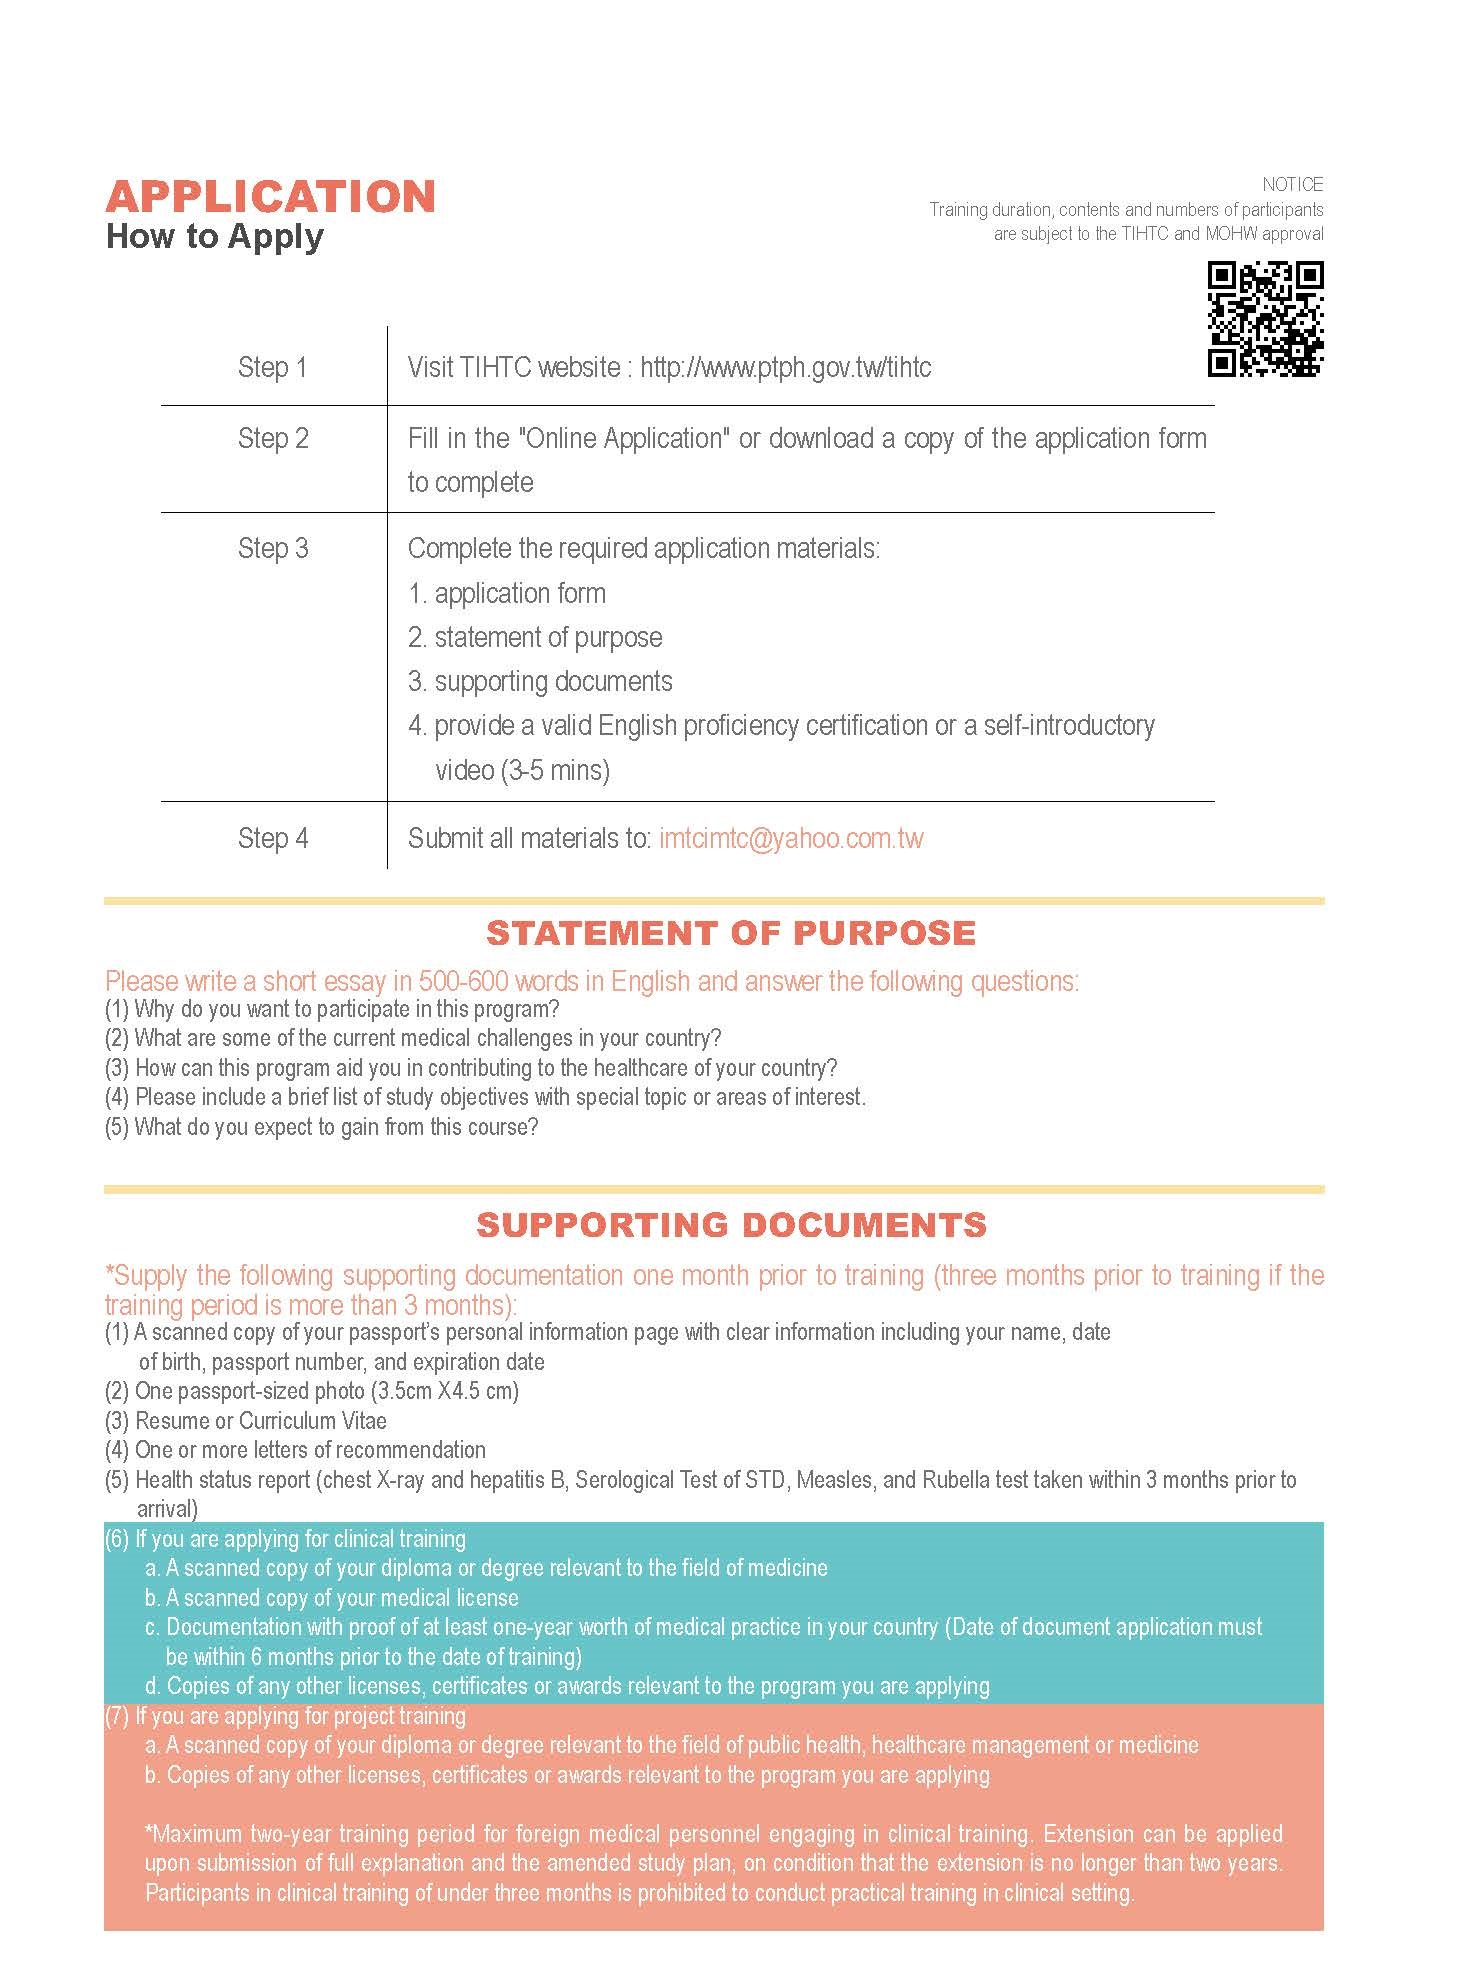 APPLICATION
How to Apply
NOTICE
Training duration, contents and numbers of participants
are subject to the TIHTC and MOHW approval
Step 1
Visit TIHTC website : http://www.ptph.gov.tw/tihtc
Step 2
Fill in the "Online Application" or download a copy of the application form
to complete
Step 3
Complete the required application materials:
1. application form
2. statement of purpose
3. supporting documents
4. provide a valid English proficiency certification or a self-introductory
video (3-5 mins)
Step 4
Submit all materials to: imtcimtc@yahoo.com.tw
STATEMENT OF PURPOSE
Please write a short essay in 500-600 words in English and answer the following questions:
(1) Why do you want to participate in this program?
(2) What are some of the current medical challenges in your country?
(3) How can this program aid you in contributing to the healthcare of your country?
(4) Please include a brief list of study objectives with special topic or areas of interest.
(5) What do you expect to gain from this course?
SUPPORTING DOCUMENTS
*Supply the following supporting documentation one month prior to training (three months prior to training if the
training period is more than 3 months):
(1) A scanned copy of your passport’s personal information page with clear information including your name, date
of birth, passport number, and expiration date
(2) One passport-sized photo (3.5cm X4.5 cm)
(3) Resume or Curriculum Vitae
(4) One or more letters of recommendation
(5) Health status report (chest X-ray and hepatitis B, Serological Test of STD, Measles, and Rubella test taken within 3 months prior to
arrival)
(6) If you are applying for clinical training
a. A scanned copy of your diploma or degree relevant to the field of medicine
b. A scanned copy of your medical license
c. Documentation with proof of at least one-year worth of medical practice in your country (Date of document application must
be within 6 months prior to the date of training)
d. Copies of any other licenses, certificates or awards relevant to the program you are applying
(7) If you are applying for project training
a. A scanned copy of your diploma or degree relevant to the field of public health, healthcare management or medicine
b. Copies of any other licenses, certificates or awards relevant to the program you are applying
*Maximum two-year training period for foreign medical personnel engaging in clinical training. Extension can be applied
upon submission of full explanation and the amended study plan, on condition that the extension is no longer than two years.
Participants in clinical training of under three months is prohibited to conduct practical training in clinical setting.